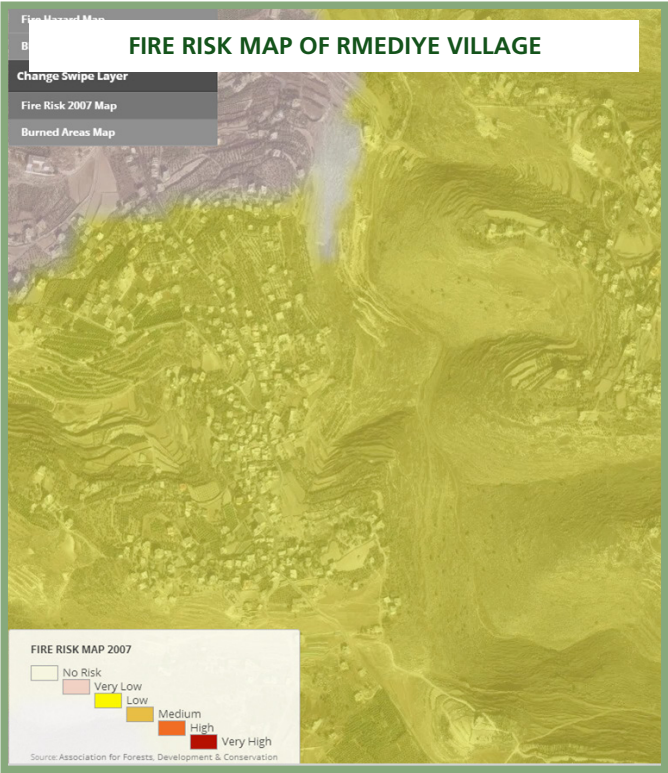 Fire Hazard Map
FIRE RISK MAP OF RMEDIYE VILLAGE
Change Swipe Layer
Fire Risk 2007 Map
Burned Areas Map
FIRE RISK MAP 2007
No Risk
Very Low
Low
Medium
High
Very High
Source: Association for Forests, Development & Conservation